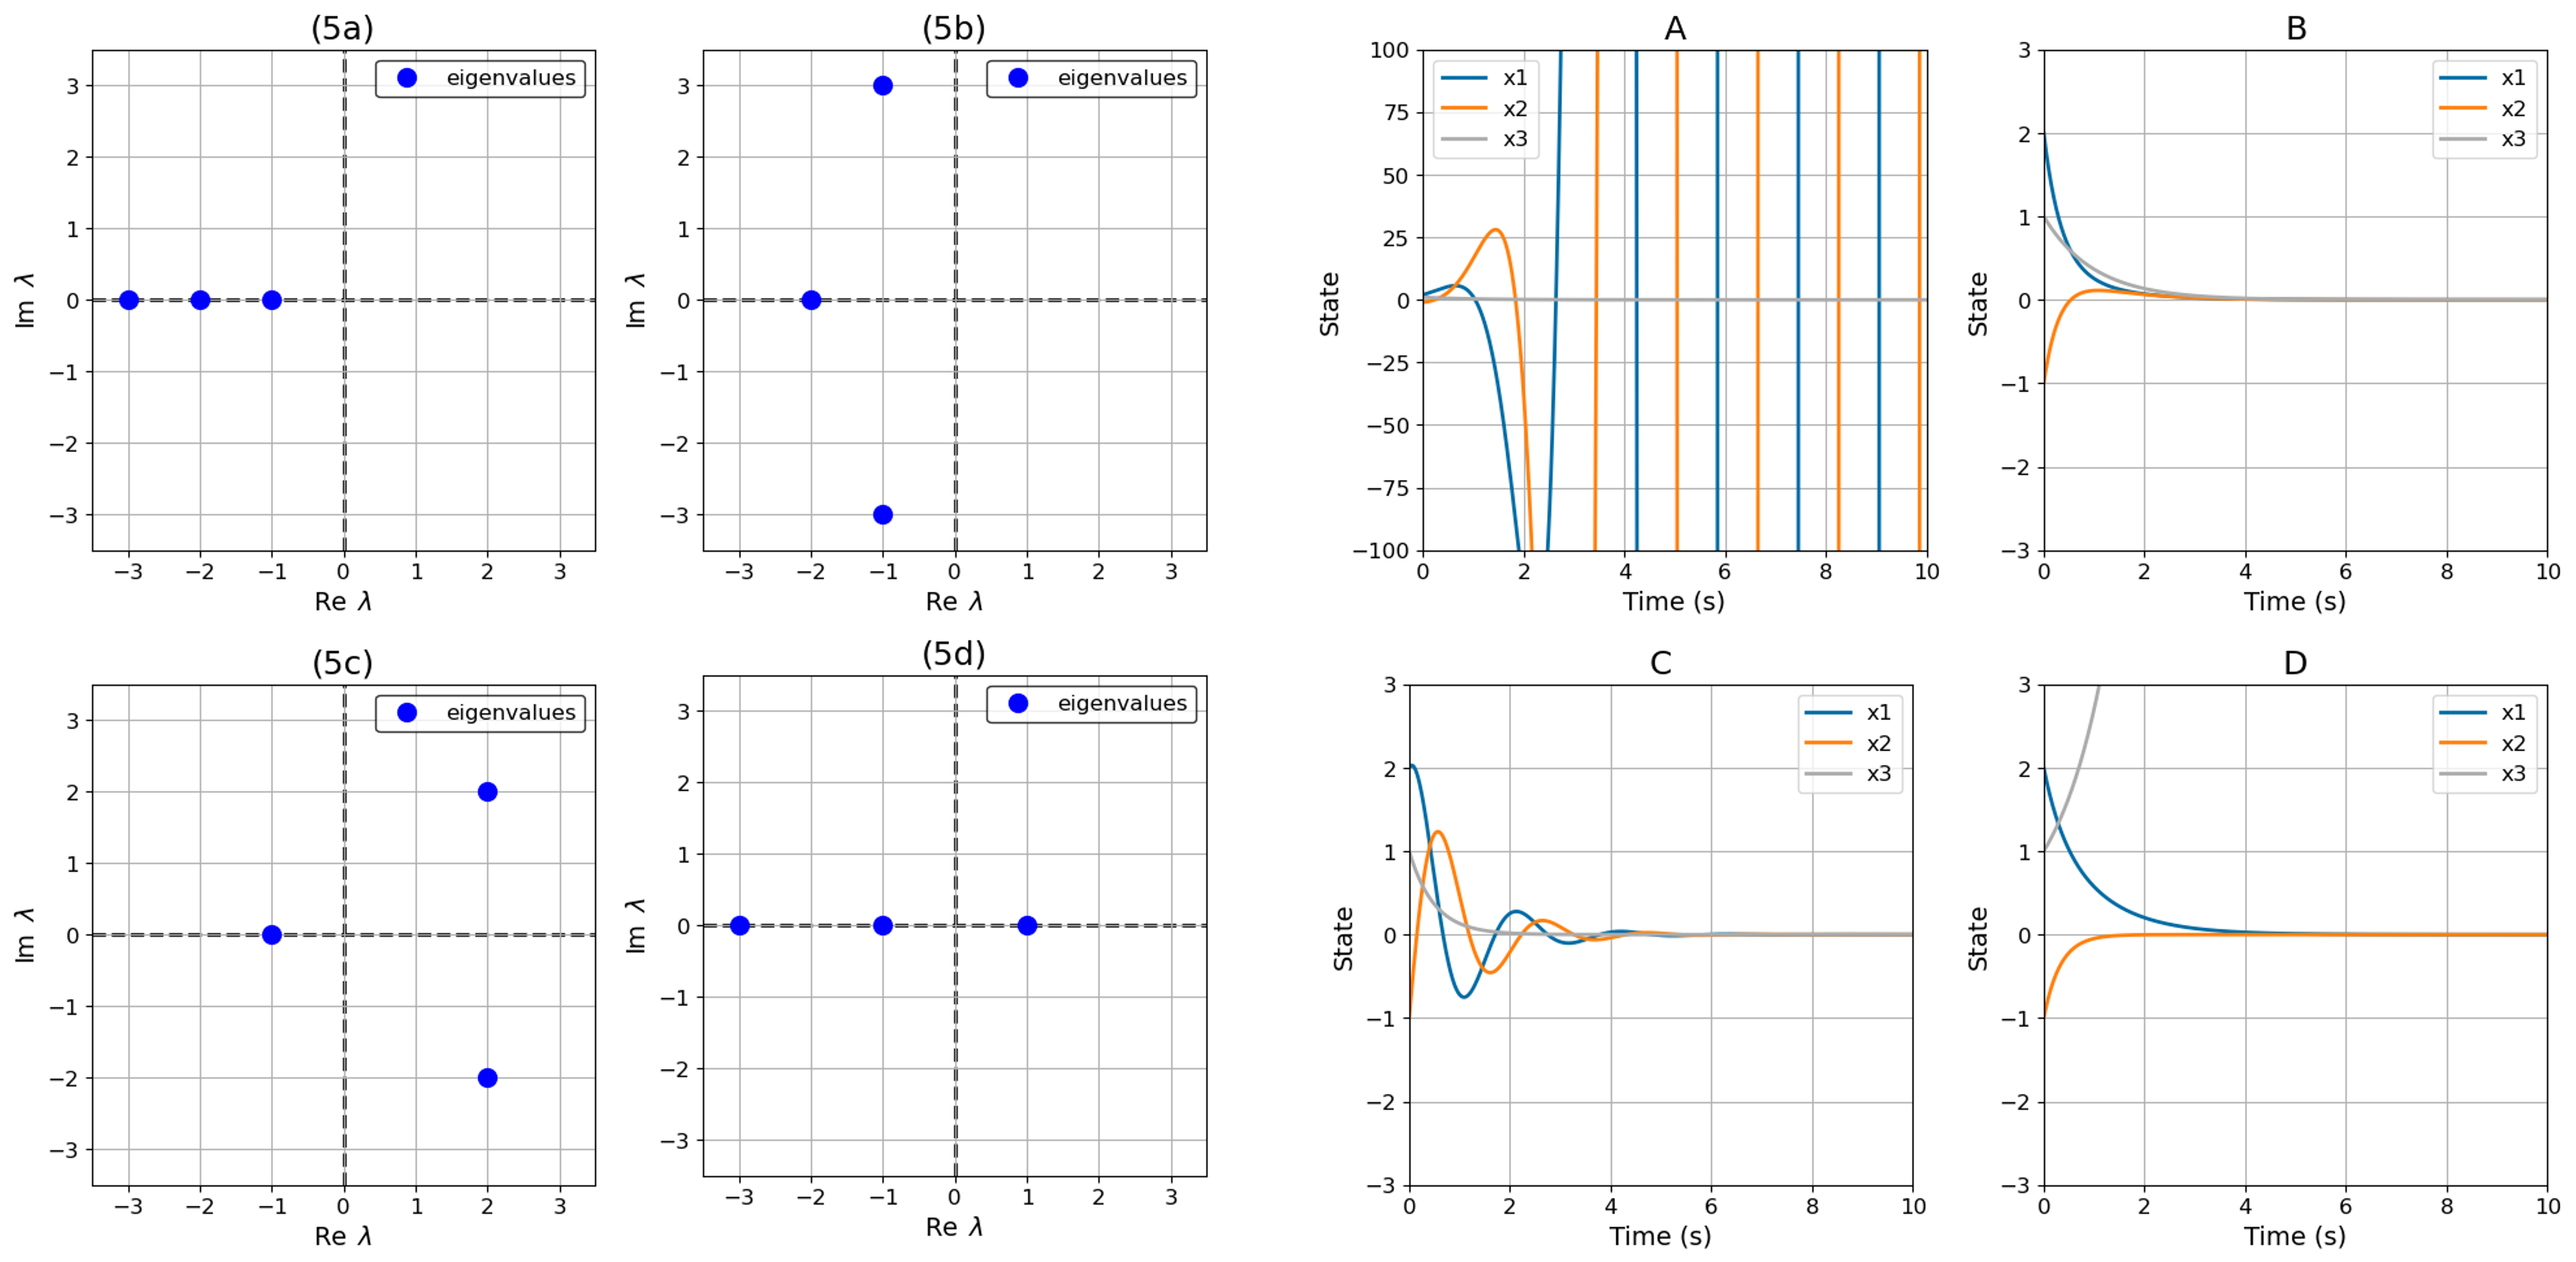 (5a)
eigenvalues
3
2
1
0
−1
−2
−3
Im λ
−3 −2 −1 0 1 2 3
Re λ
(5b)
eigenvalues
3
2
1
0
−1
−2
−3
Im λ
−3 −2 −1 0 1 2 3
Re λ
A
x1
x2
x3
100
75
50
25
0
−25
−50
−75
−100
State
0 2 4 6 8 10
Time (s)
B
x1
x2
x3
3
2
1
0
−1
−2
−3
State
0 2 4 6 8 10
Time (s)
(5c)
eigenvalues
3
2
1
0
−1
−2
−3
Im λ
−3 −2 −1 0 1 2 3
Re λ
(5d)
eigenvalues
3
2
1
0
−1
−2
−3
Im λ
−3 −2 −1 0 1 2 3
Re λ
C
x1
x2
x3
3
2
1
0
−1
−2
−3
State
0 2 4 6 8 10
Time (s)
D
x1
x2
x3
3
2
1
0
−1
−2
−3
State
0 2 4 6 8 10
Time (s)